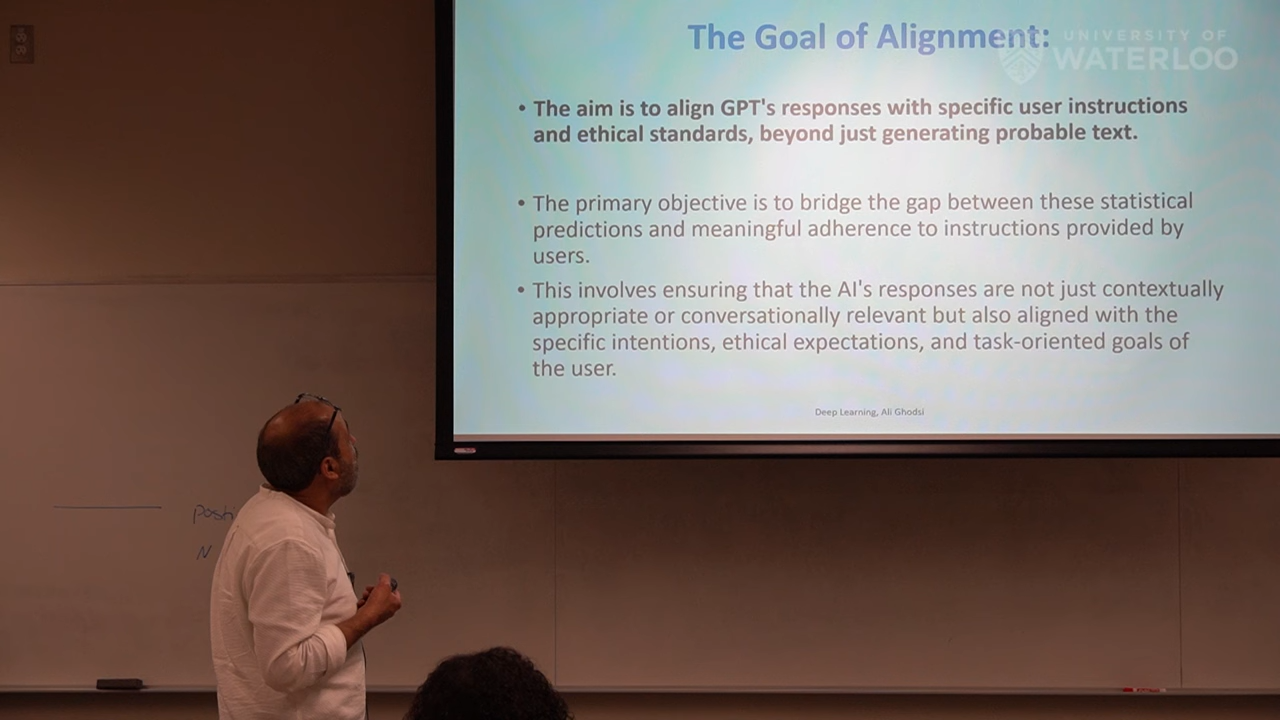 The Goal of Alignment:
UNIVERSITY OF
WATERLOO
• The aim is to align GPT's responses with specific user instructions
and ethical standards, beyond just generating probable text.
• The primary objective is to bridge the gap between these statistical
predictions and meaningful adherence to instructions provided by
users.
• This involves ensuring that the AI's responses are not just contextually
appropriate or conversationally relevant but also aligned with the
specific intentions, ethical expectations, and task-oriented goals of
the user.
Deep Learning, Ali Ghodsi
N